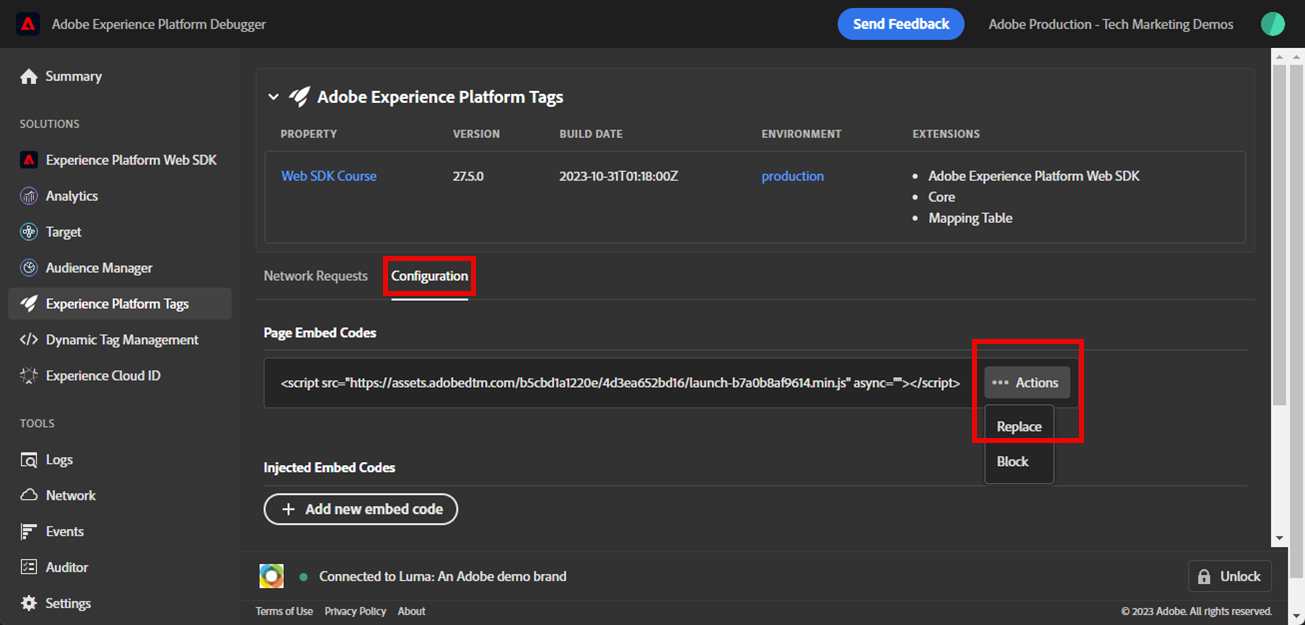 Adobe Experience Platform Debugger
Send Feedback
Adobe Production - Tech Marketing Demos
Summary
SOLUTIONS
Experience Platform Web SDK
Analytics
Target
Audience Manager
Experience Platform Tags
Dynamic Tag Management
Experience Cloud ID
TOOLS
Logs
Network
Events
Auditor
Settings
Adobe Experience Platform Tags
PROPERTY VERSION BUILD DATE ENVIRONMENT EXTENSIONS
Web SDK Course 27.5.0 2023-10-31T01:18:00Z production • Adobe Experience Platform Web SDK
• Core
• Mapping Table
Network Requests Configuration
Page Embed Codes
<script src="https://assets.adobedtm.com/b5cbd1a1220e/4d3ea652bd16/launch-b7a0b8af9614.min.js" async=""></script>
••• Actions
Replace
Block
Injected Embed Codes
+ Add new embed code
Connected to Luma: An Adobe demo brand
Unlock
Terms of Use Privacy Policy About
© 2023 Adobe. All rights reserved.